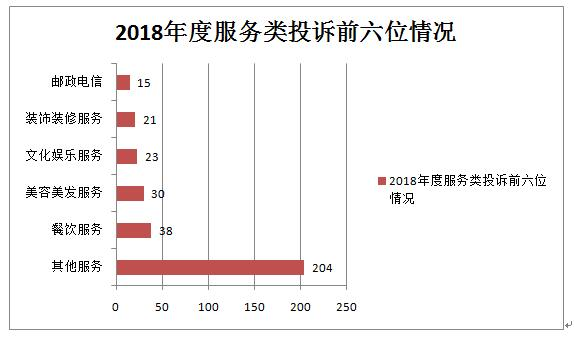 2018年度服务类投诉前六位情况
邮政电信 15
装饰装修服务 21
文化娱乐服务 23
美容美发服务 30
餐饮服务 38
其他服务 204
0 50 100 150 200 250
2018年度服务类投诉前六位
情况